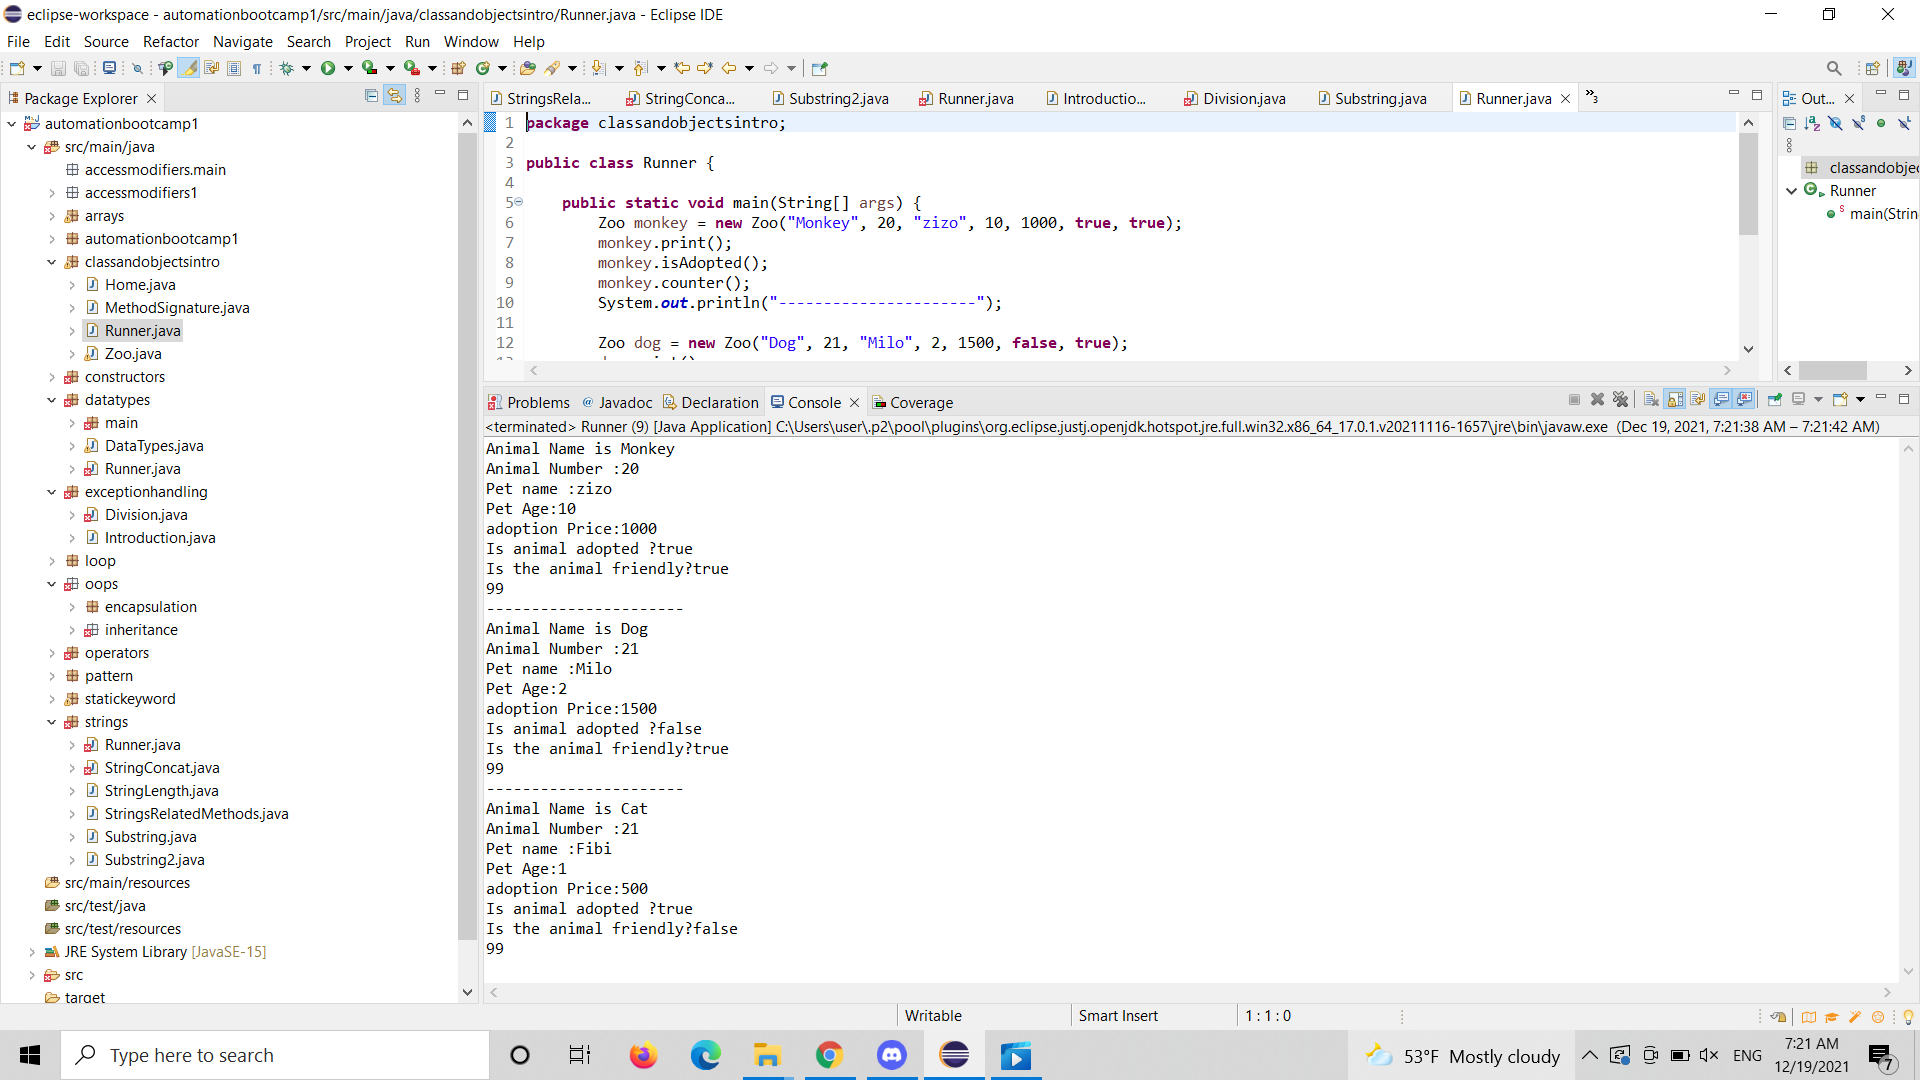 eclipse-workspace - automationbootcamp1/src/main/java/classandobjectsintro/Runner.java - Eclipse IDE
File Edit Source Refactor Navigate Search Project Run Window Help
Package Explorer
automationbootcamp1
src/main/java
accessmodifiers.main
accessmodifiers1
arrays
automationbootcamp1
classandobjectsintro
Home.java
MethodSignature.java
Runner.java
Zoo.java
constructors
datatypes
main
DataTypes.java
Runner.java
exceptionhandling
Division.java
Introduction.java
loop
oops
encapsulation
inheritance
operators
pattern
statickeyword
strings
Runner.java
StringConcat.java
StringLength.java
StringsRelatedMethods.java
Substring.java
Substring2.java
src/main/resources
src/test/java
src/test/resources
JRE System Library [JavaSE-15]
src
target
StringsRela... StringConca... Substring2.java Runner.java Introductio... Division.java Substring.java Runner.java 3
1 package classandobjectsintro;
2
3 public class Runner {
4
5 public static void main(String[] args) {
6 Zoo monkey = new Zoo("Monkey", 20, "zizo", 10, 1000, true, true);
7 monkey.print();
8 monkey.isAdopted();
9 monkey.counter();
10 System.out.println("----------------------");
11
12 Zoo dog = new Zoo("Dog", 21, "Milo", 2, 1500, false, true);
Out...
classandobjec
Runner
main(Strin
Problems Javadoc Declaration Console Coverage
<terminated> Runner (9) [Java Application] C:\Users\user\.p2\pool\plugins\org.eclipse.justj.openjdk.hotspot.jre.full.win32.x86_64_17.0.1.v20211116-1657\jre\bin\javaw.exe (Dec 19, 2021, 7:21:38 AM – 7:21:42 AM)
Animal Name is Monkey
Animal Number :20
Pet name :zizo
Pet Age:10
adoption Price:1000
Is animal adopted ?true
Is the animal friendly?true
99
----------------------
Animal Name is Dog
Animal Number :21
Pet name :Milo
Pet Age:2
adoption Price:1500
Is animal adopted ?false
Is the animal friendly?true
99
----------------------
Animal Name is Cat
Animal Number :21
Pet name :Fibi
Pet Age:1
adoption Price:500
Is animal adopted ?true
Is the animal friendly?false
99
Writable Smart Insert 1 : 1 : 0
Type here to search
53°F Mostly cloudy
ENG
7:21 AM
12/19/2021
7